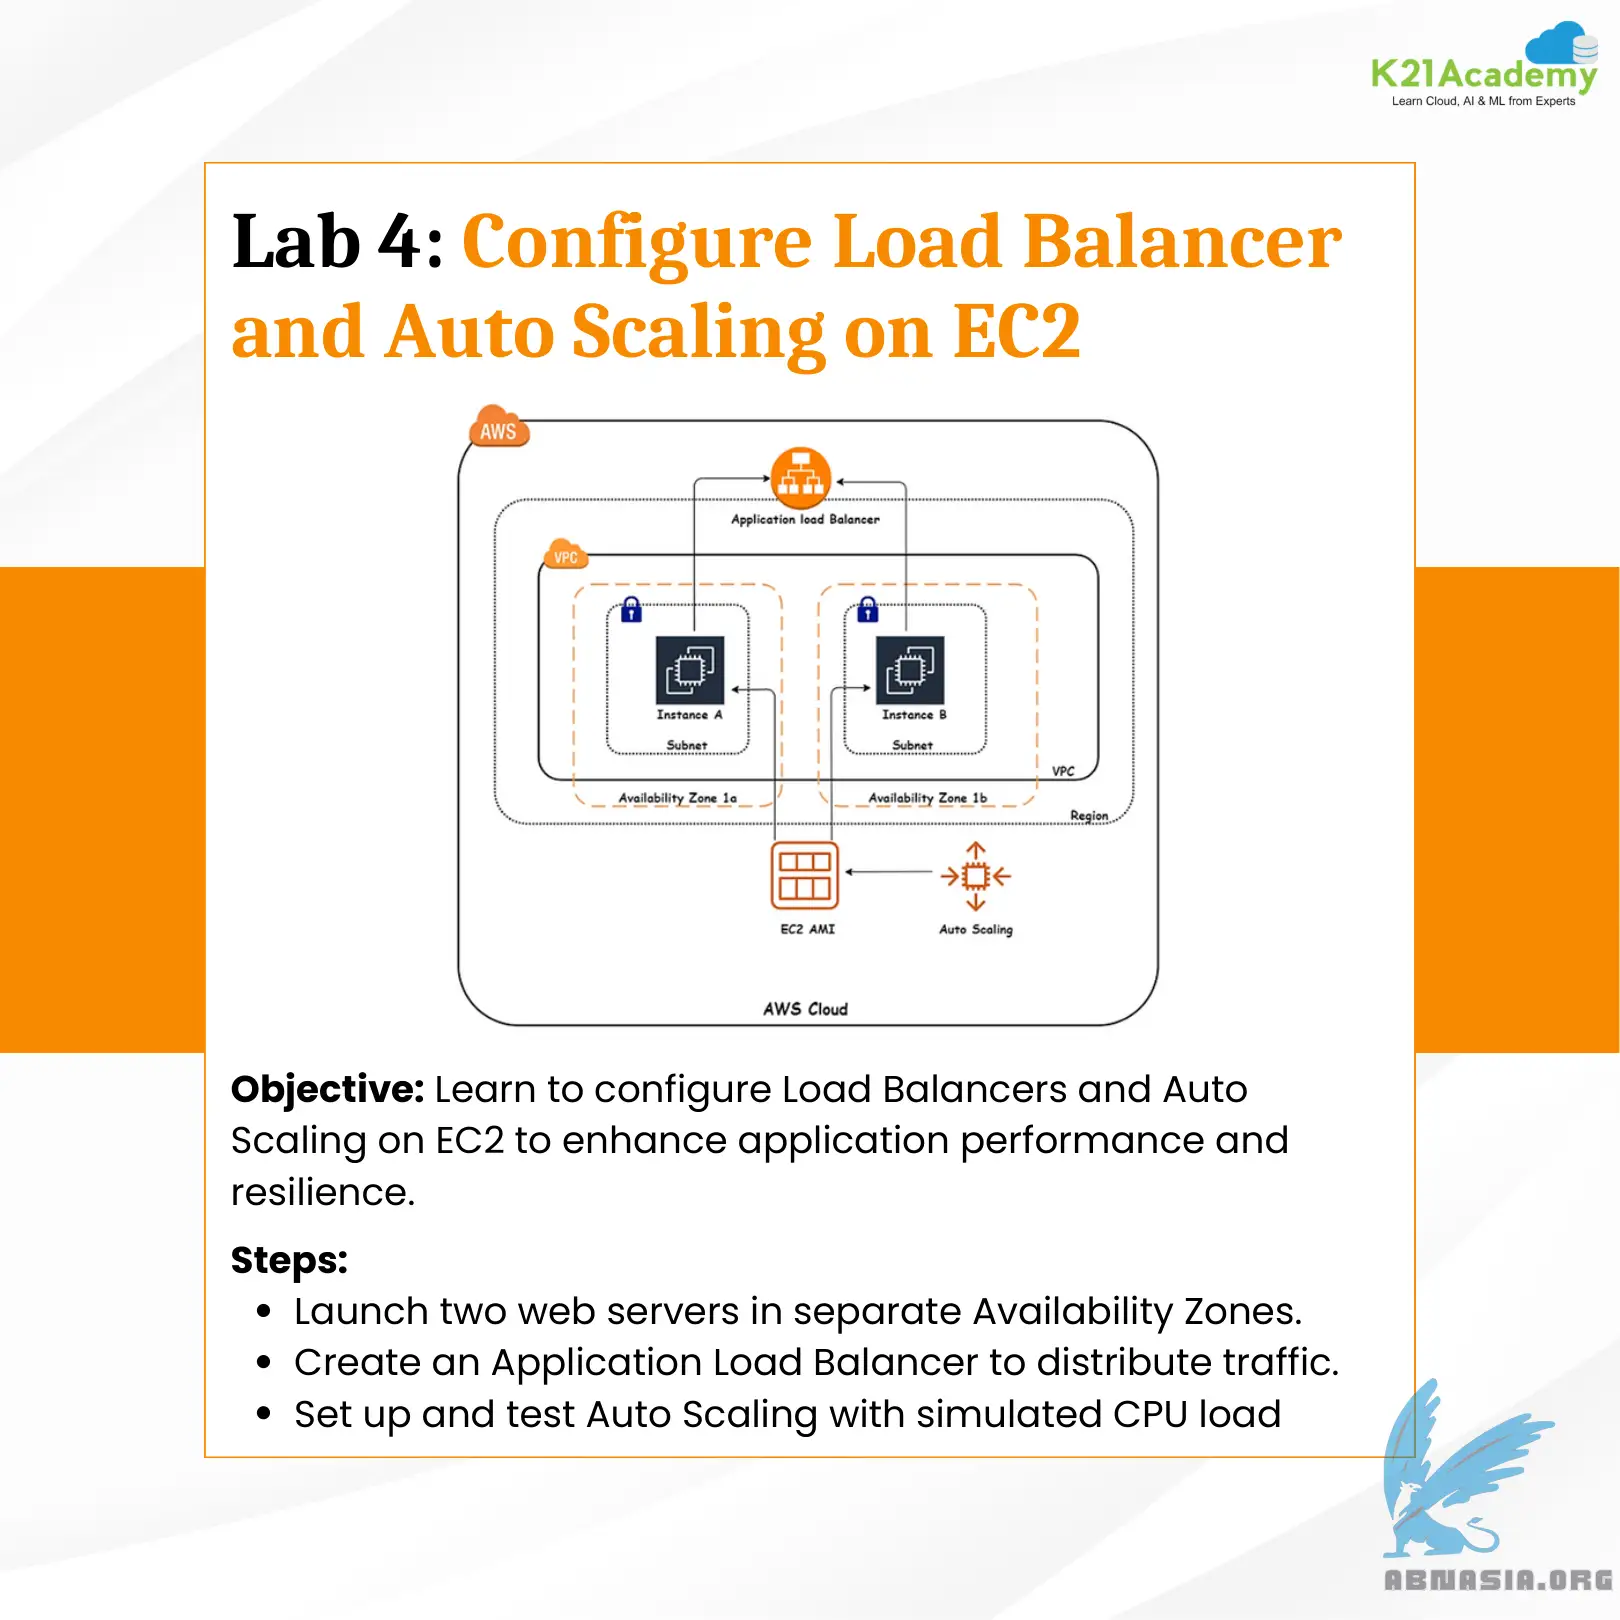 K21Academy
Learn Cloud, AI & ML from Experts
Lab 4: Configure Load Balancer
and Auto Scaling on EC2
AWS
Application load Balancer
VPC
Instance A
Instance B
Subnet
Subnet
VPC
Availability Zone 1a
Availability Zone 1b
Region
EC2 AMI
Auto Scaling
AWS Cloud
Objective: Learn to configure Load Balancers and Auto
Scaling on EC2 to enhance application performance and
resilience.
Steps:
• Launch two web servers in separate Availability Zones.
• Create an Application Load Balancer to distribute traffic.
• Set up and test Auto Scaling with simulated CPU load
ABNASIA.ORG